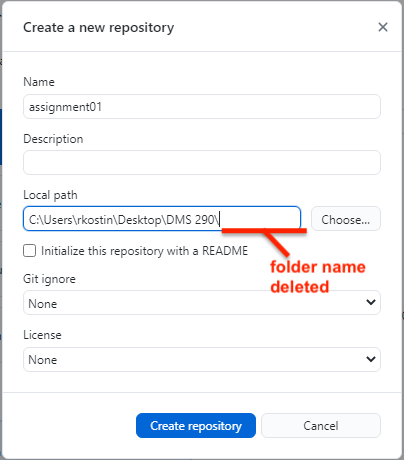 Create a new repository
Name
assignment01
Description
Local path
C:\Users\rkostin\Desktop\DMS 290\
Choose...
Initialize this repository with a README
folder name
deleted
Git ignore
None
License
None
Create repository
Cancel